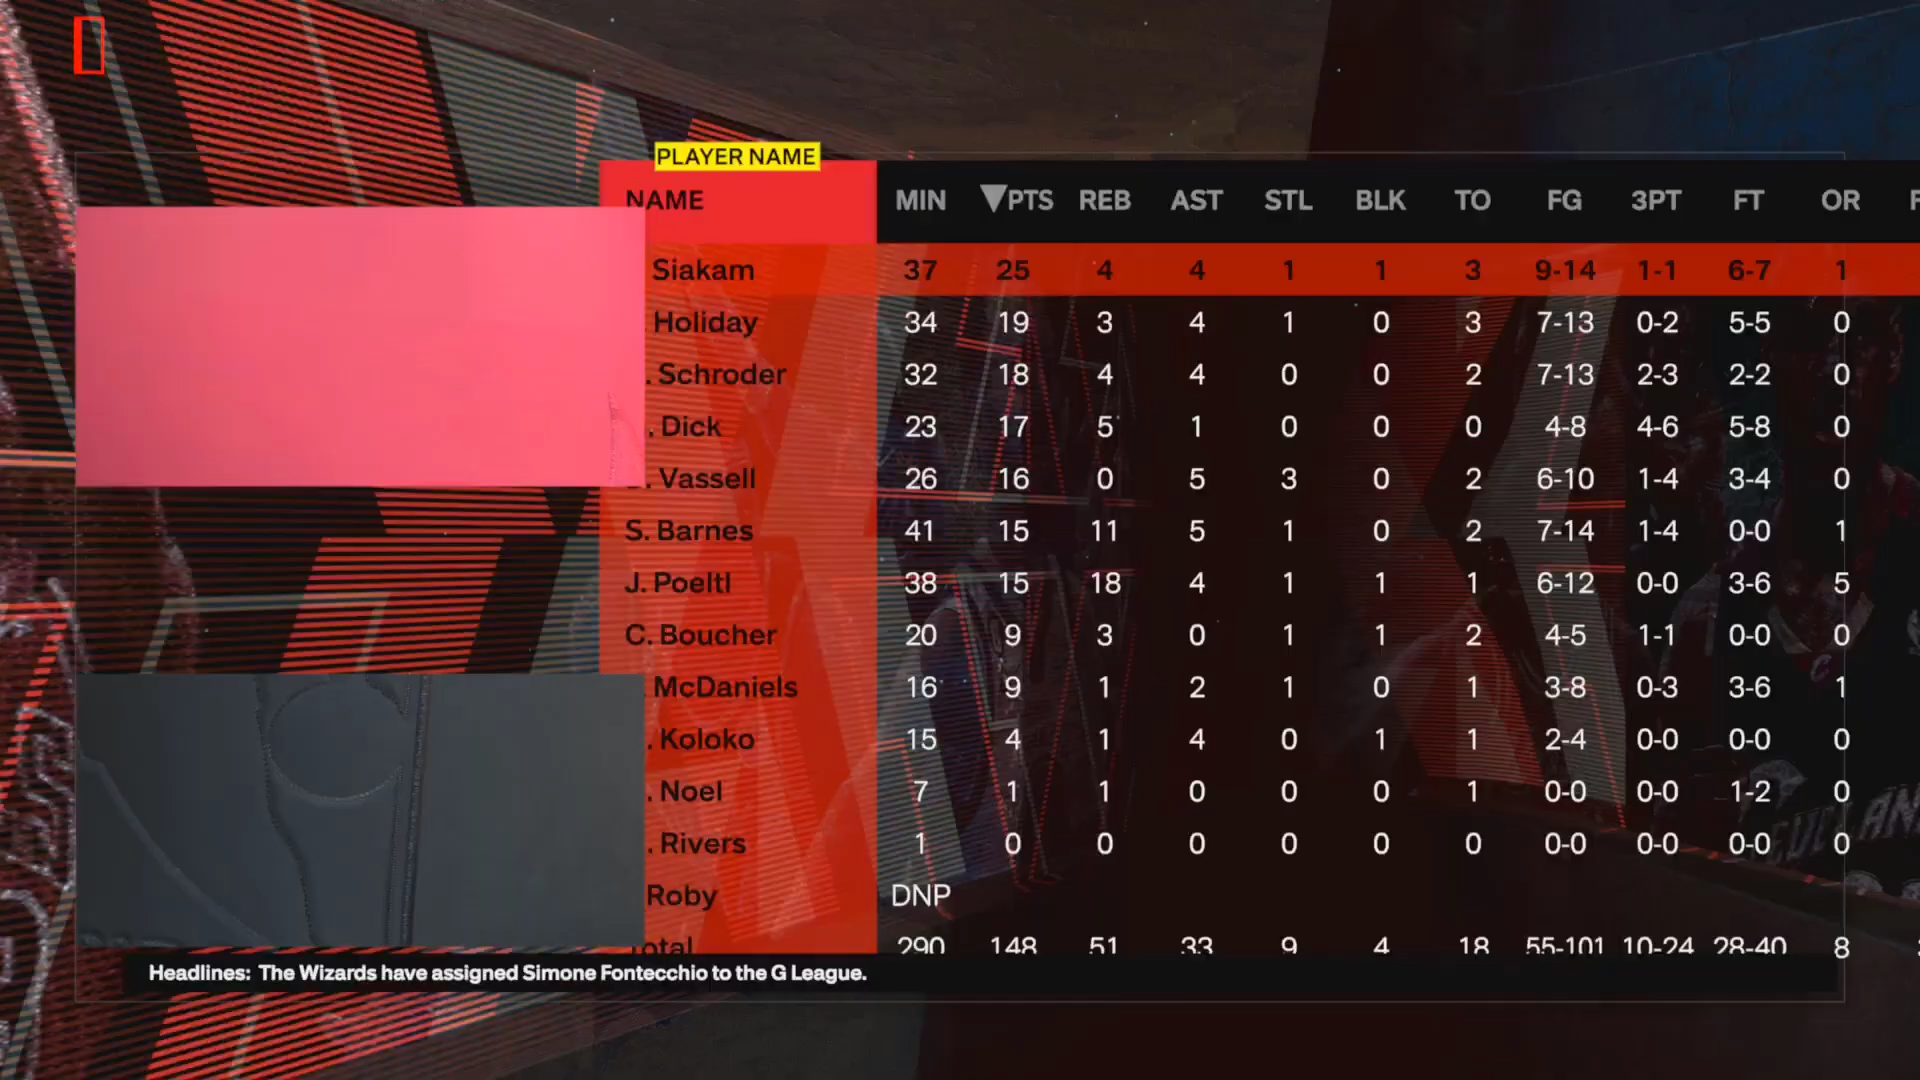 PLAYER NAME
NAME MIN PTS REB AST STL BLK TO FG 3PT FT OR
Siakam 37 25 4 4 1 1 3 9-14 1-1 6-7 1
Holiday 34 19 3 4 1 0 3 7-13 0-2 5-5 0
. Schroder 32 18 4 4 0 0 2 7-13 2-3 2-2 0
. Dick 23 17 5 1 0 0 0 4-8 4-6 5-8 0
. Vassell 26 16 0 5 3 0 2 6-10 1-4 3-4 0
S. Barnes 41 15 11 5 1 0 2 7-14 1-4 0-0 1
J. Poeltl 38 15 18 4 1 1 1 6-12 0-0 3-6 5
C. Boucher 20 9 3 0 1 1 2 4-5 1-1 0-0 0
McDaniels 16 9 1 2 1 0 1 3-8 0-3 3-6 1
. Koloko 15 4 1 4 0 1 1 2-4 0-0 0-0 0
. Noel 7 1 1 0 0 0 1 0-0 0-0 1-2 0
. Rivers 1 0 0 0 0 0 0 0-0 0-0 0-0 0
Roby DNP
Total 290 148 51 33 9 4 18 55-101 10-24 28-40 8
Headlines: The Wizards have assigned Simone Fontecchio to the G League.